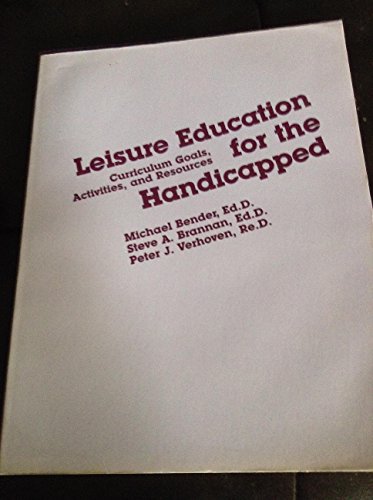 Leisure Education
Curriculum Goals,
Activities, and Resources
for the
Handicapped
Michael Bender, Ed.D.
Steve A. Brannan, Ed.D.
Peter J. Verhoven, Re.D.